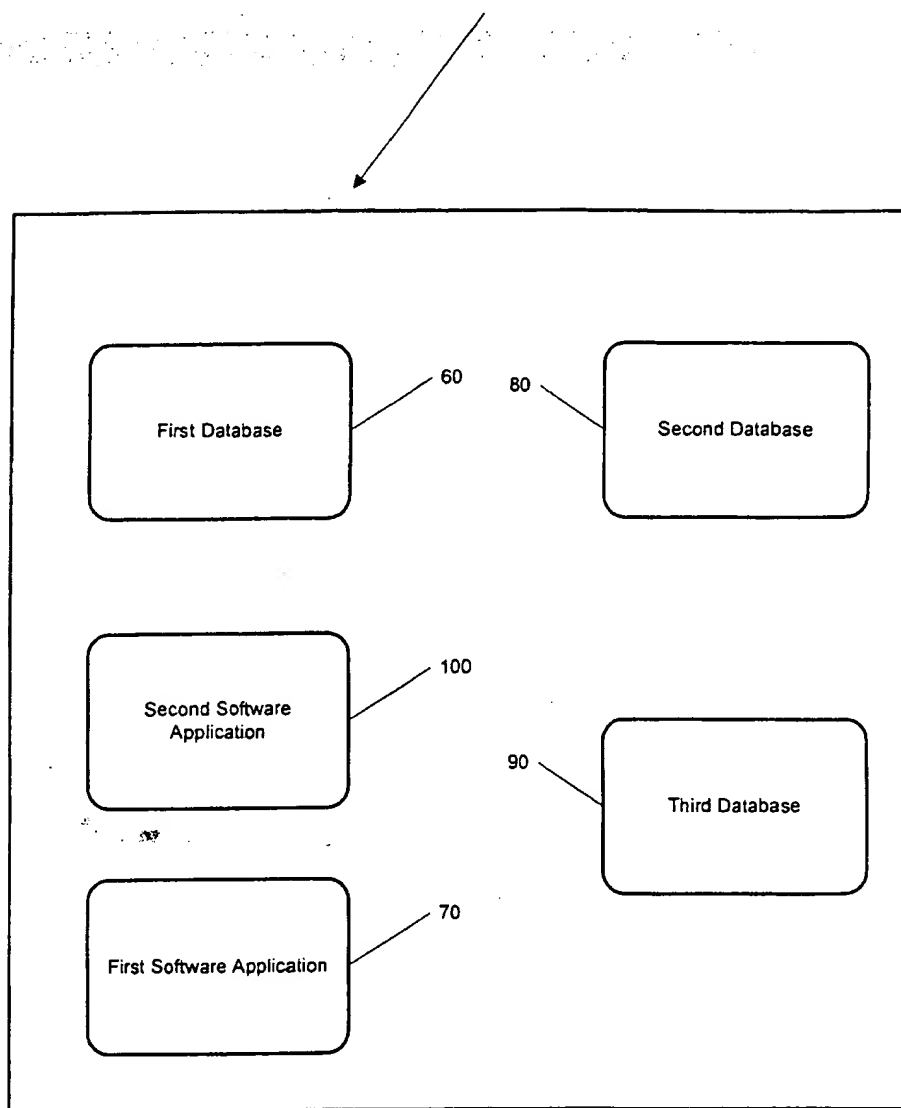 First Database
60
80
Second Database
Second Software
Application
100
90
Third Database
First Software Application
70